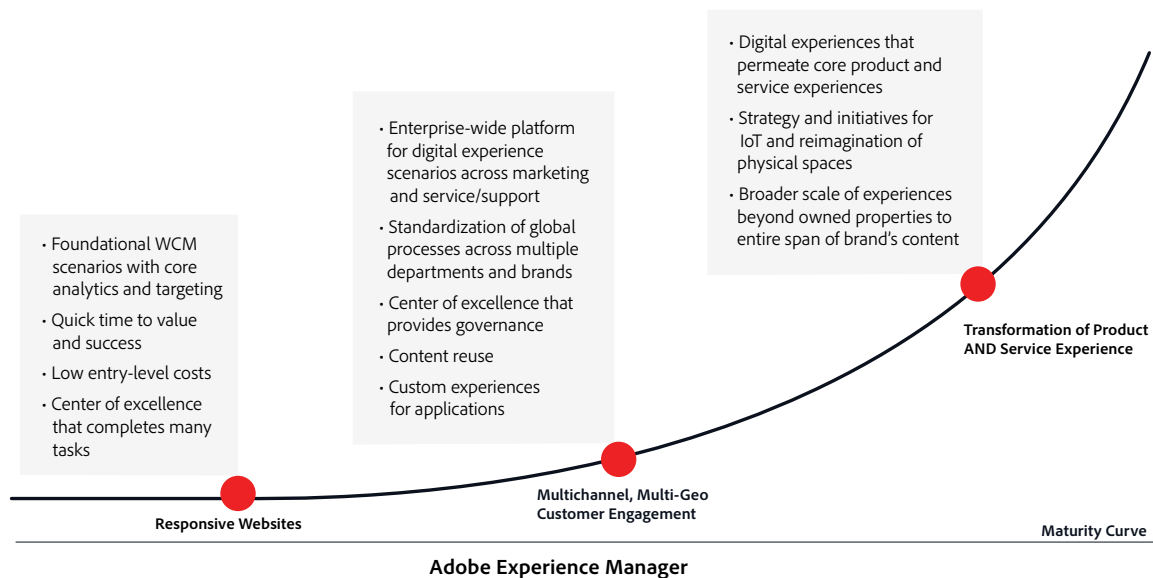 • Foundational WCM
scenarios with core
analytics and targeting
• Quick time to value
and success
• Low entry-level costs
• Center of excellence
that completes many
tasks
Responsive Websites
• Enterprise-wide platform
for digital experience
scenarios across marketing
and service/support
• Standardization of global
processes across multiple
departments and brands
• Center of excellence that
provides governance
• Content reuse
• Custom experiences
for applications
Multichannel, Multi-Geo
Customer Engagement
• Digital experiences that
permeate core product and
service experiences
• Strategy and initiatives for
IoT and reimagination of
physical spaces
• Broader scale of experiences
beyond owned properties to
entire span of brand’s content
Transformation of Product
AND Service Experience
Maturity Curve
Adobe Experience Manager